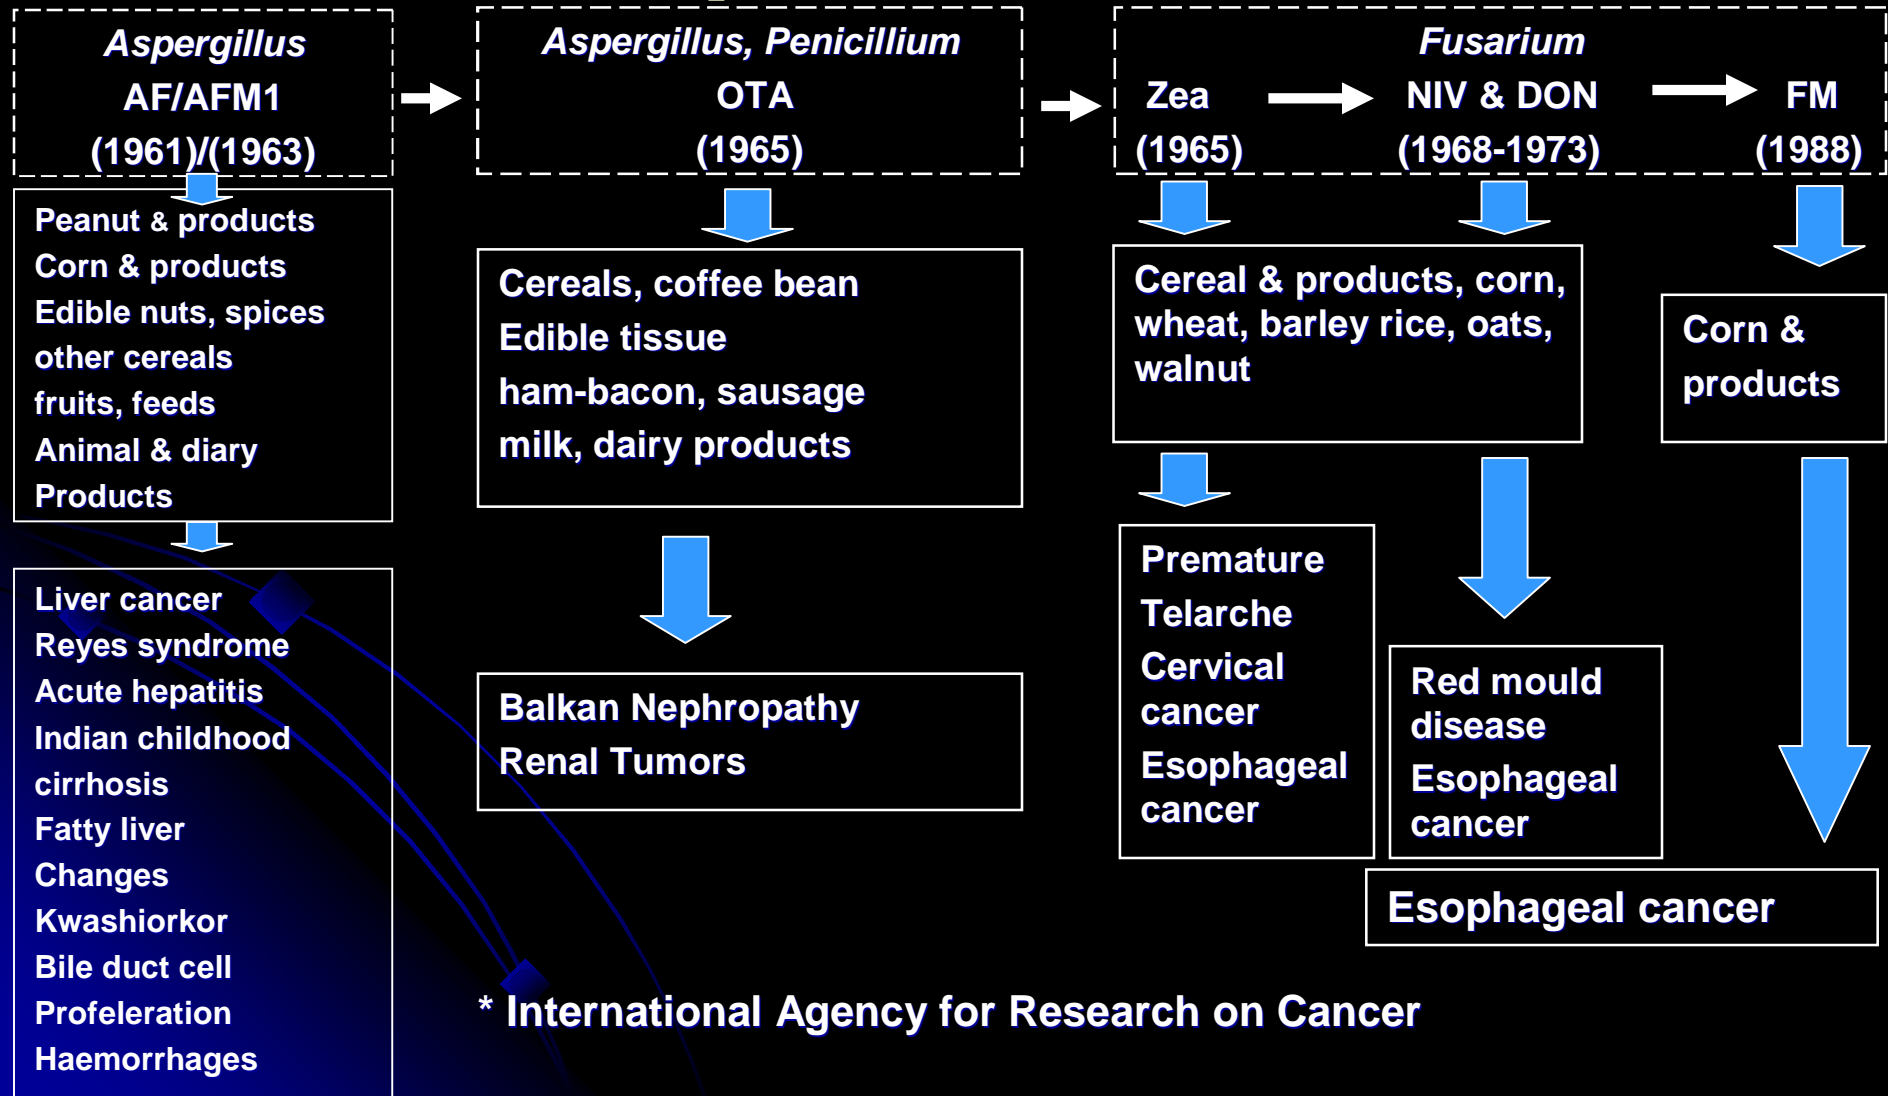 Aspergillus
AF/AFM1
(1961)/(1963)
Peanut & products
Corn & products
Edible nuts, spices
other cereals
fruits, feeds
Animal & diary
Products
Liver cancer
Reyes syndrome
Acute hepatitis
Indian childhood
cirrhosis
Fatty liver
Changes
Kwashiorkor
Bile duct cell
Profeleration
Haemorrhages
Aspergillus, Penicillium
OTA
(1965)
Cereals, coffee bean
Edible tissue
ham-bacon, sausage
milk, dairy products
Balkan Nephropathy
Renal Tumors
Fusarium
Zea
(1965)
NIV & DON
(1968-1973)
FM
(1988)
Cereal & products, corn,
wheat, barley rice, oats,
walnut
Corn &
products
Premature
Telarche
Cervical
cancer
Esophageal
cancer
Red mould
disease
Esophageal
cancer
Esophageal cancer
* International Agency for Research on Cancer